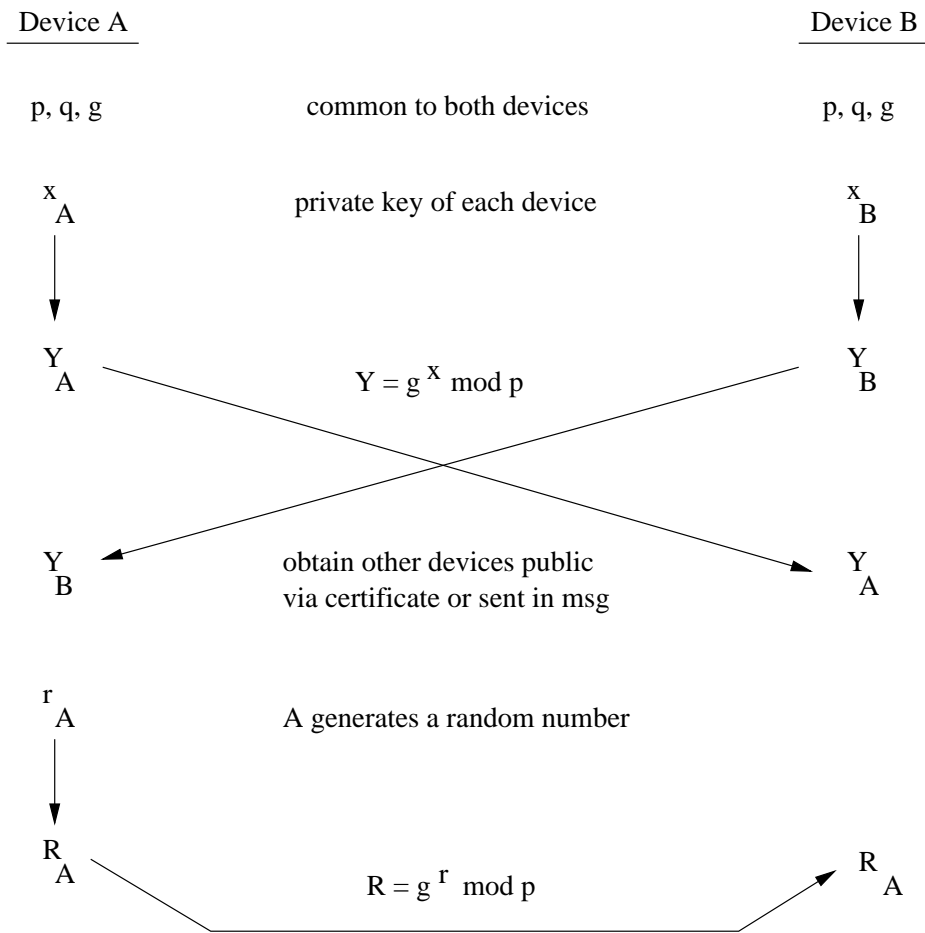 Device A Device B
p, q, g common to both devices p, q, g
x_A private key of each device x_B
Y_A Y = g^x mod p Y_B
Y_B obtain other devices public Y_A
via certificate or sent in msg
r_A A generates a random number
R_A R = g^r mod p R_A